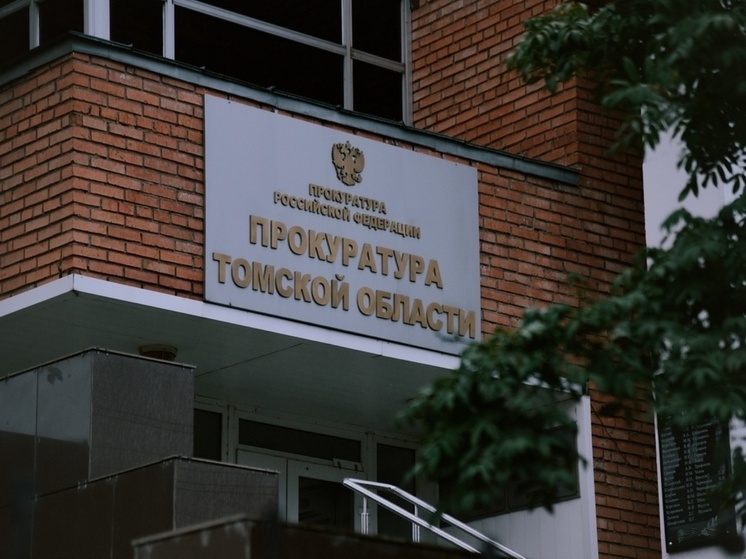 ПРОКУРАТУРА
РОССИЙСКОЙ ФЕДЕРАЦИИ
ПРОКУРАТУРА
ТОМСКОЙ ОБЛАСТИ